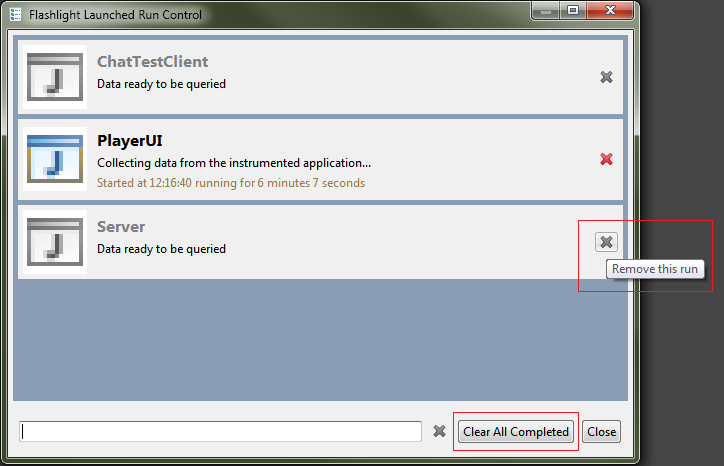 Flashlight Launched Run Control
ChatTestClient
Data ready to be queried
PlayerUI
Collecting data from the instrumented application...
Started at 12:16:40 running for 6 minutes 7 seconds
Server
Data ready to be queried
Remove this run
Clear All Completed
Close